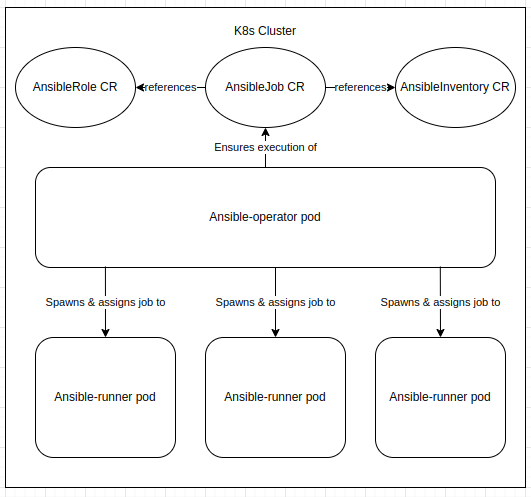 K8s Cluster
AnsibleRole CR
references
AnsibleJob CR
references
AnsibleInventory CR
Ensures execution of
Ansible-operator pod
Spawns & assigns job to
Spawns & assigns job to
Spawns & assigns job to
Ansible-runner pod
Ansible-runner pod
Ansible-runner pod